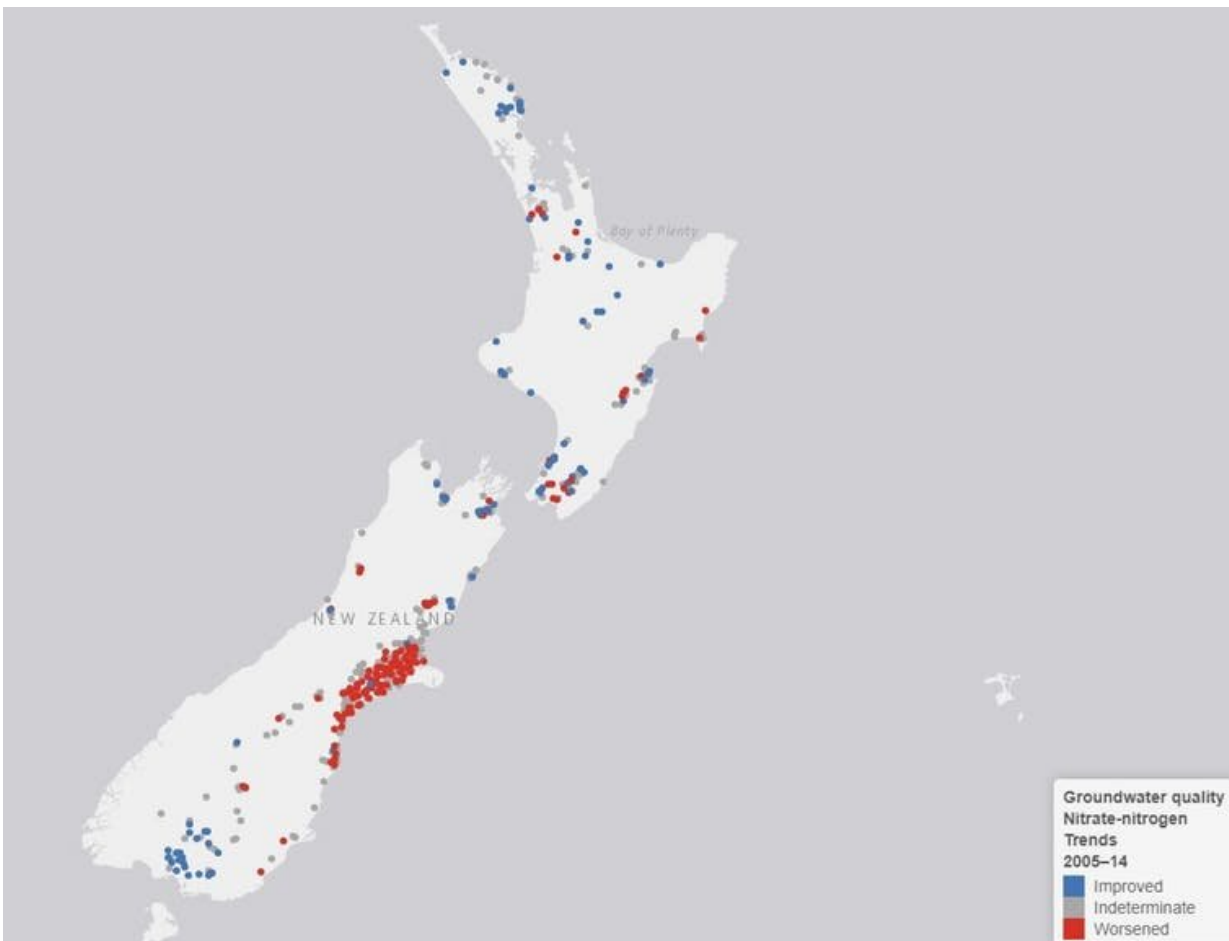 Bay of Plenty
NEW ZEALAND
Groundwater quality
Nitrate-nitrogen
Trends
2005–14
Improved
Indeterminate
Worsened